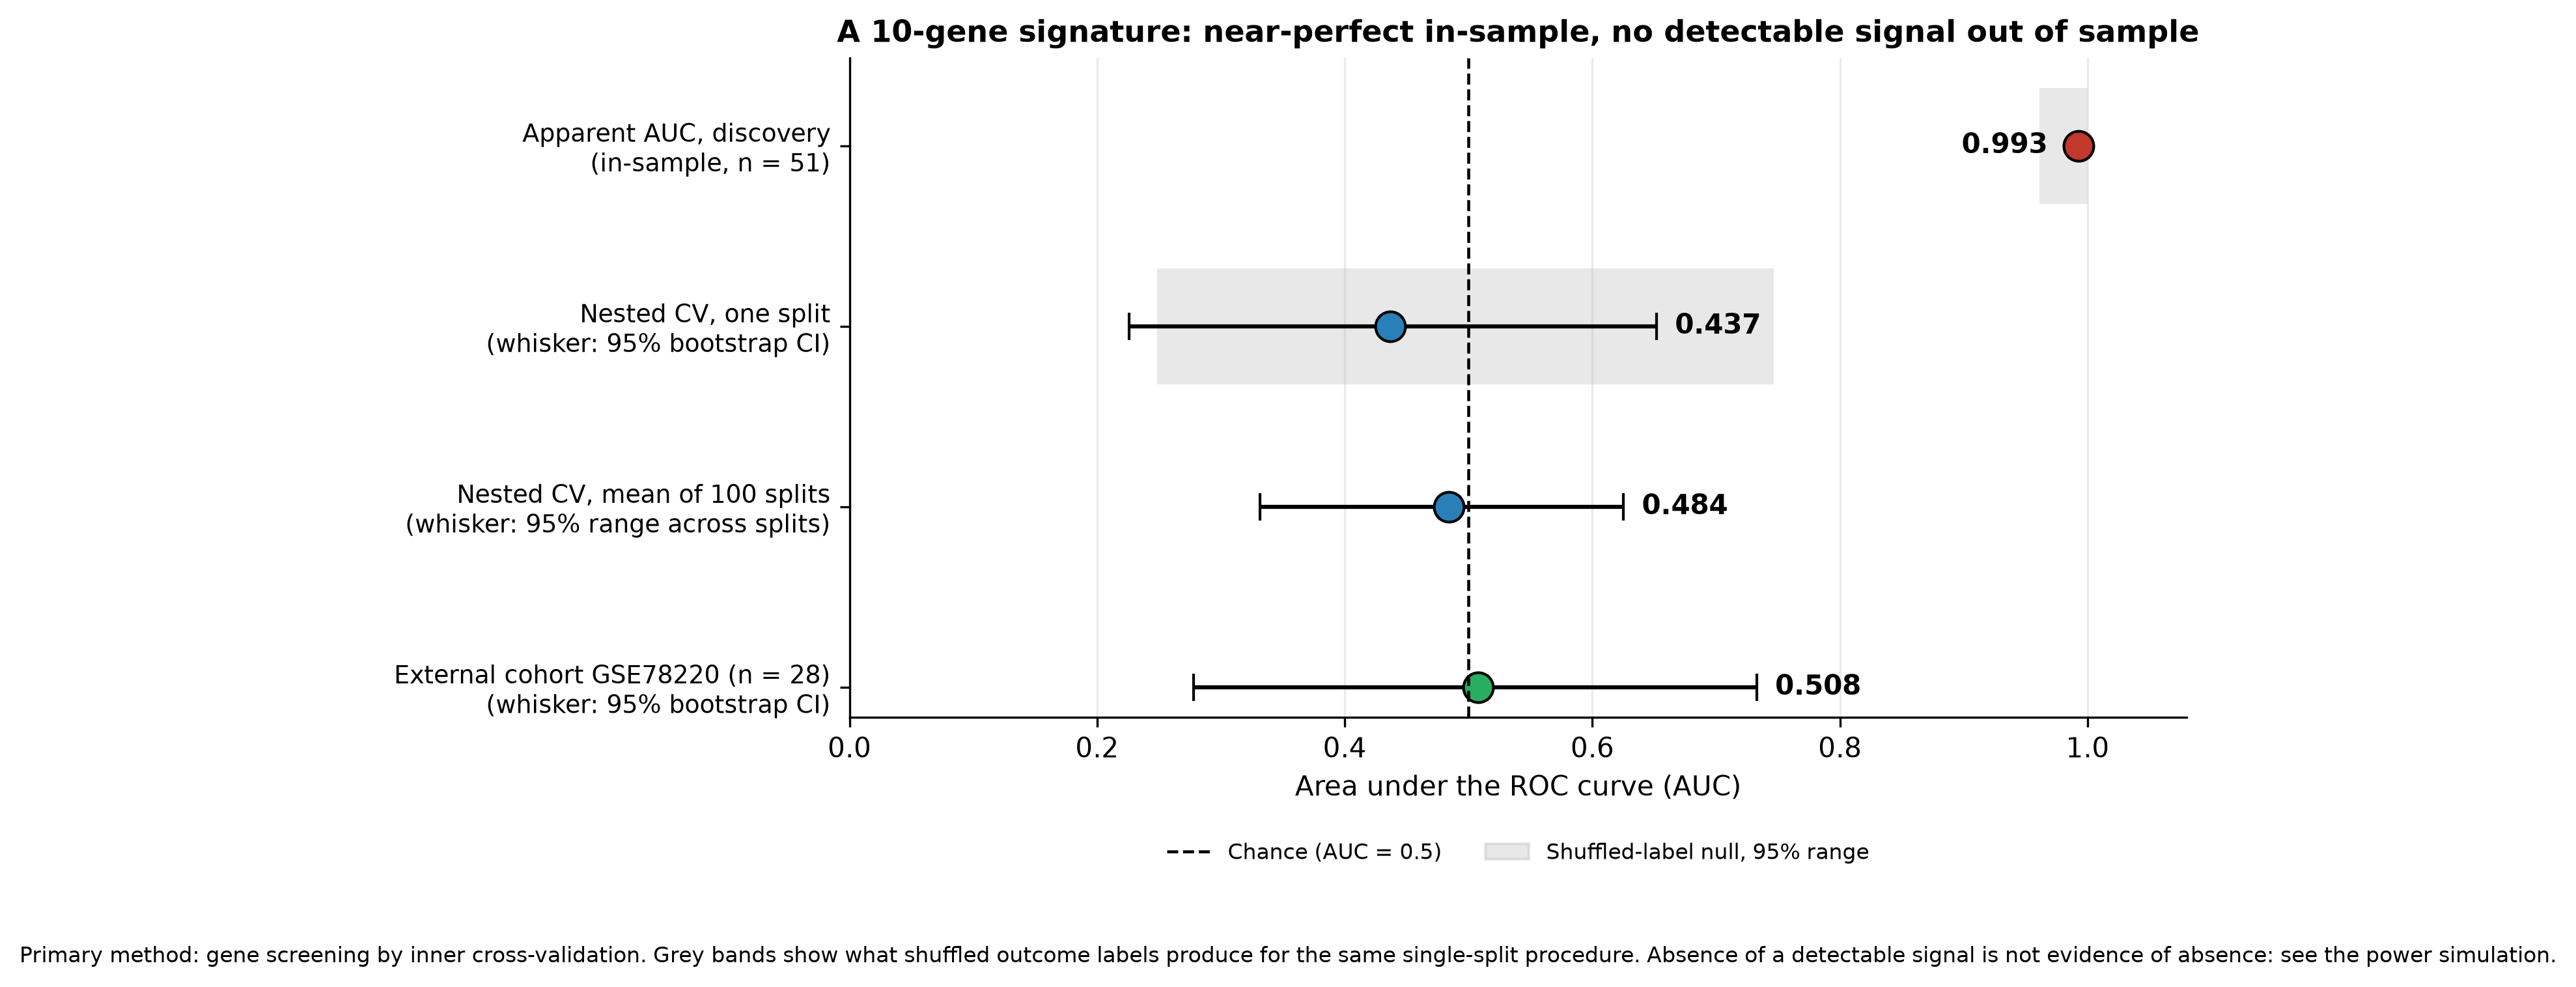 A 10-gene signature: near-perfect in-sample, no detectable signal out of sample
Apparent AUC, discovery
(in-sample, n = 51)
0.993
Nested CV, one split
(whisker: 95% bootstrap CI)
0.437
Nested CV, mean of 100 splits
(whisker: 95% range across splits)
0.484
External cohort GSE78220 (n = 28)
(whisker: 95% bootstrap CI)
0.508
0.0 0.2 0.4 0.6 0.8 1.0
Area under the ROC curve (AUC)
Chance (AUC = 0.5) Shuffled-label null, 95% range
Primary method: gene screening by inner cross-validation. Grey bands show what shuffled outcome labels produce for the same single-split procedure. Absence of a detectable signal is not evidence of absence: see the power simulation.